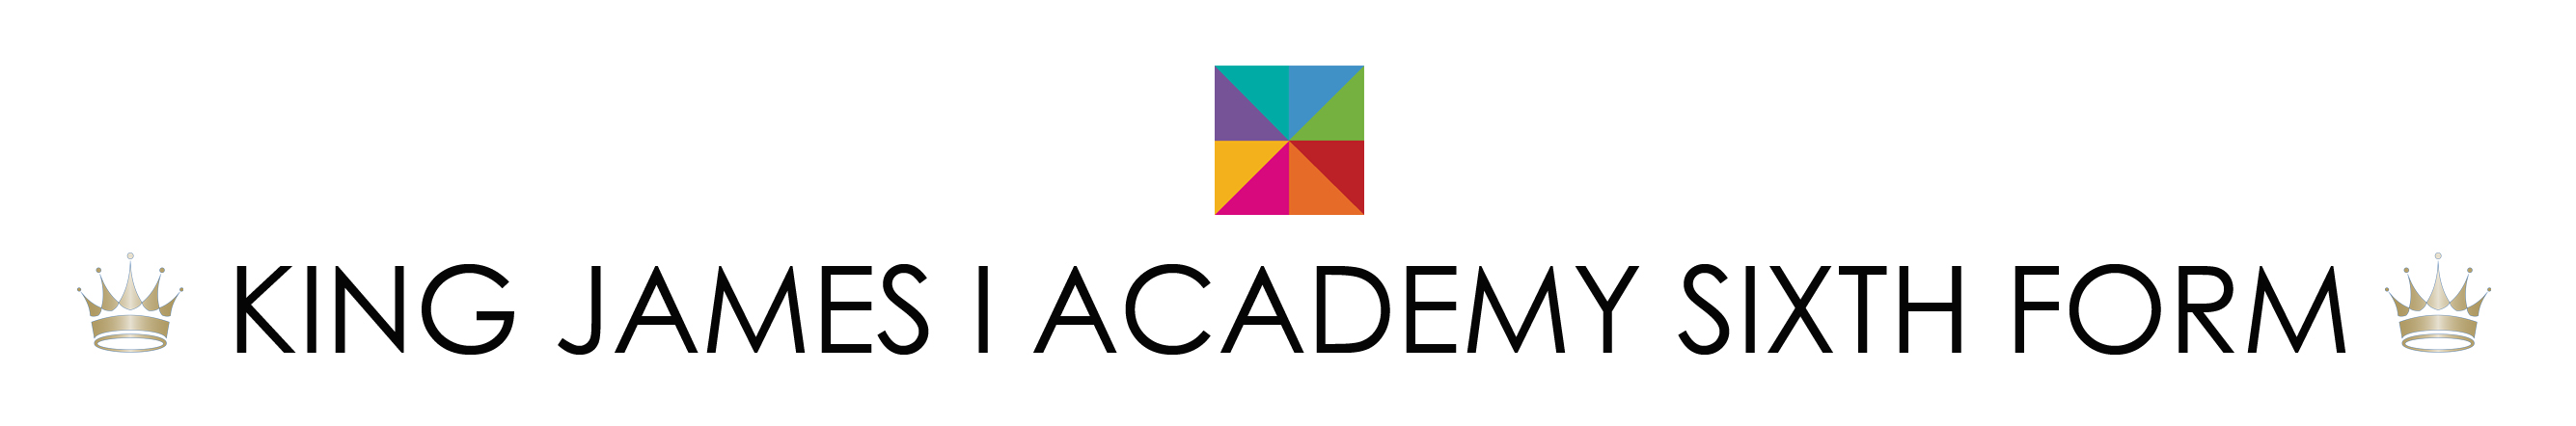 KING JAMES I ACADEMY SIXTH FORM